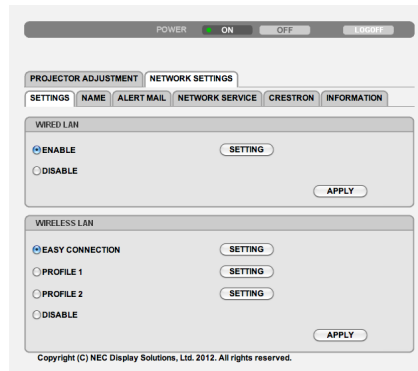 POWER ON OFF LOGOFF
PROJECTOR ADJUSTMENT NETWORK SETTINGS
SETTINGS NAME ALERT MAIL NETWORK SERVICE CRESTRON INFORMATION
WIRED LAN
ENABLE SETTING
DISABLE
APPLY
WIRELESS LAN
EASY CONNECTION SETTING
PROFILE 1 SETTING
PROFILE 2 SETTING
DISABLE
APPLY
Copyright (C) NEC Display Solutions, Ltd. 2012. All rights reserved.